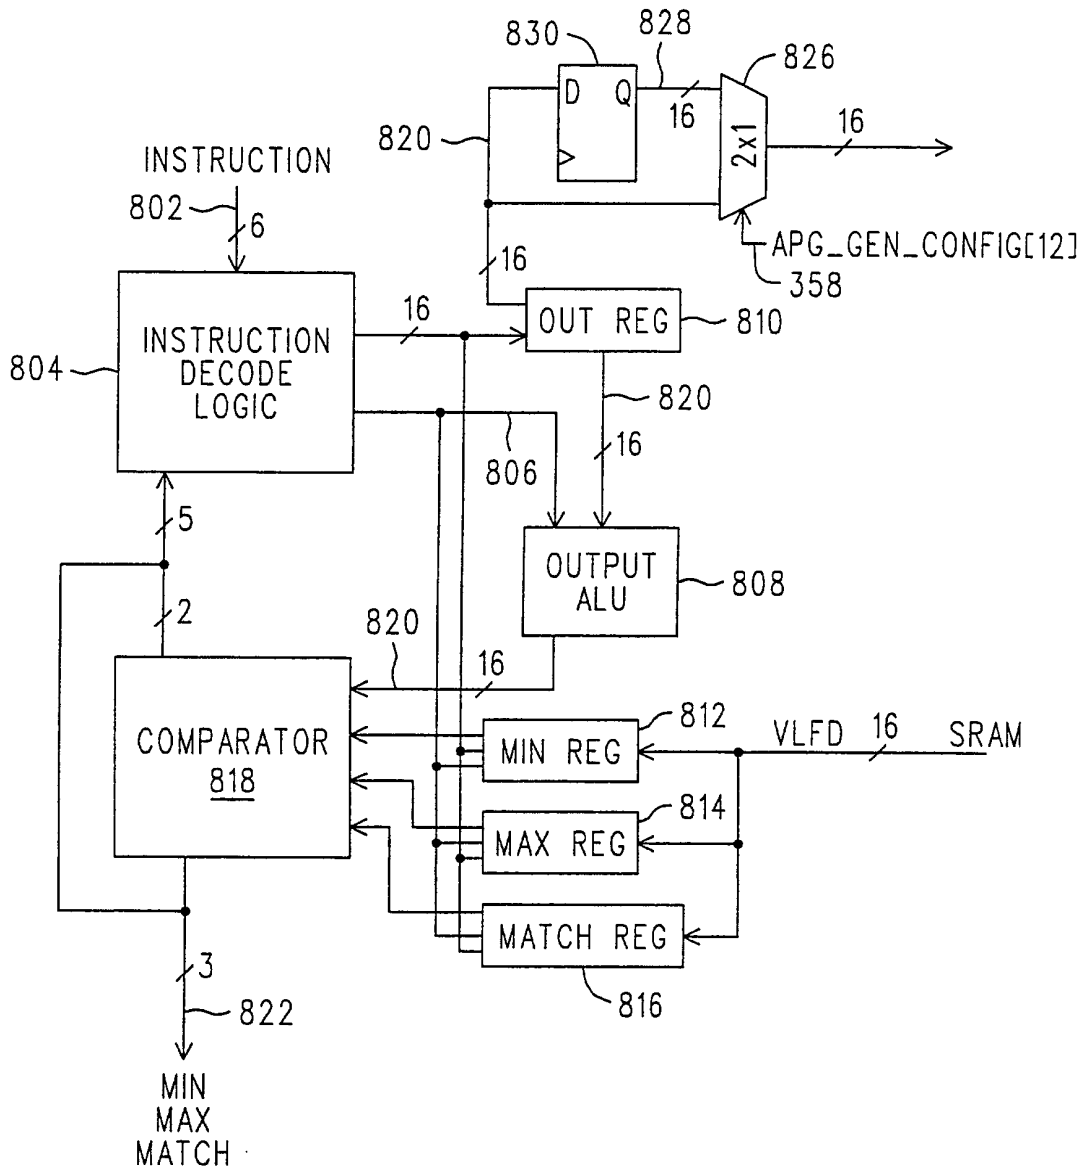 830
828
826
D Q
16
2x1
16
820
INSTRUCTION
802
6
16
APG_GEN_CONFIG[12]
358
16
OUT REG
810
804
INSTRUCTION
DECODE
LOGIC
820
806
16
5
OUTPUT
ALU
808
2
820
16
COMPARATOR
818
812
MIN REG
VLFD
16
SRAM
814
MAX REG
MATCH REG
816
3
822
MIN
MAX
MATCH